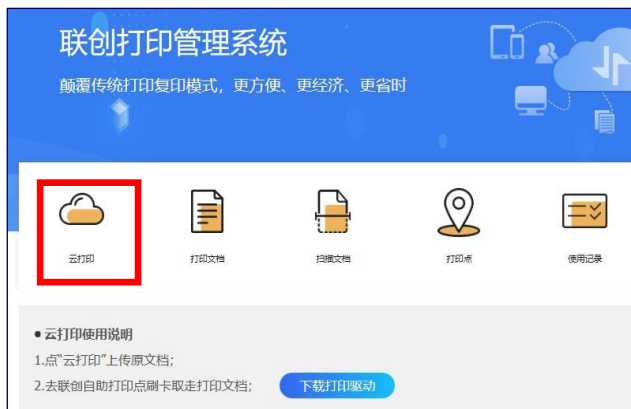 联创打印管理系统
颠覆传统打印复印模式，更方便、更经济、更省时
云打印 打印文档 扫描文档 打印点 使用记录
●云打印使用说明
1.点“云打印”上传原文档；
2.去联创自助打印点刷卡取走打印文档； 下载打印驱动